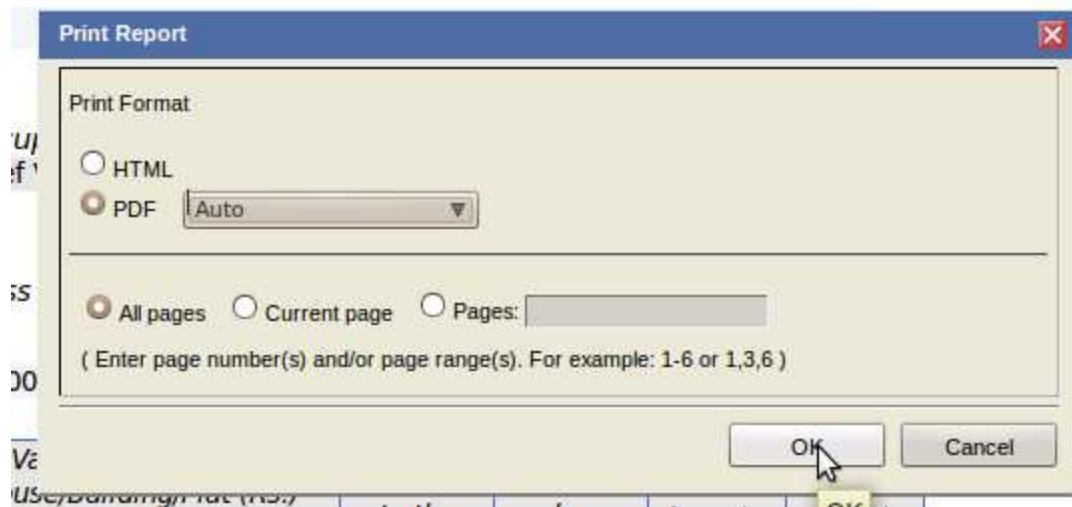 Print Report
Print Format
HTML
PDF Auto
All pages Current page Pages:
( Enter page number(s) and/or page range(s). For example: 1-6 or 1,3,6 )
OK Cancel